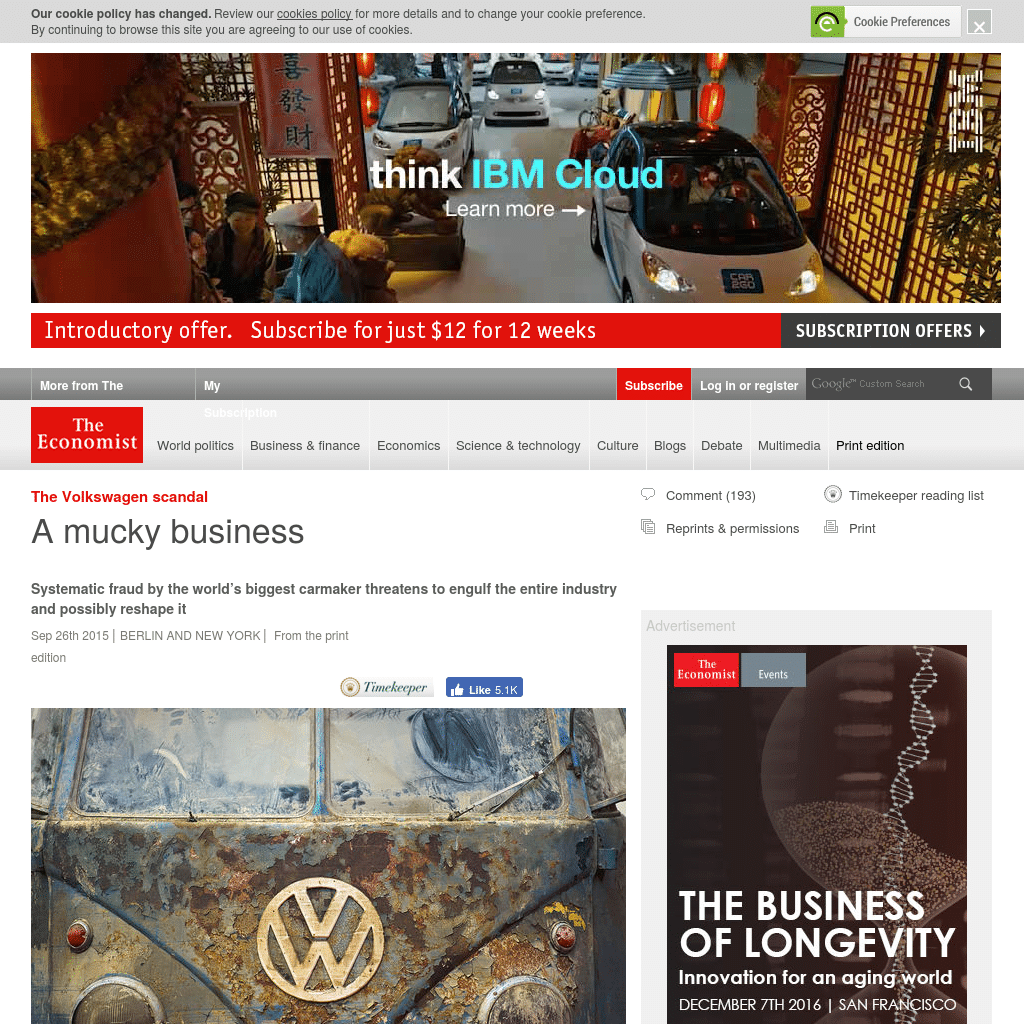 Our cookie policy has changed. Review our cookies policy for more details and to change your cookie preference.
By continuing to browse this site you are agreeing to our use of cookies.
Cookie Preferences
喜
發
財
IBM
think IBM Cloud
Learn more →
CAR
2GO
Introductory offer. Subscribe for just $12 for 12 weeks
SUBSCRIPTION OFFERS
More from The
My
Subscription
Subscribe
Log in or register
Google™ Custom Search
The
Economist
World politics
Business & finance
Economics
Science & technology
Culture
Blogs
Debate
Multimedia
Print edition
The Volkswagen scandal
A mucky business
Comment (193)
Timekeeper reading list
Reprints & permissions
Print
Systematic fraud by the world's biggest carmaker threatens to engulf the entire industry
and possibly reshape it
Sep 26th 2015 | BERLIN AND NEW YORK | From the print
edition
Timekeeper
Like 5.1K
VW
Advertisement
The
Economist
Events
THE BUSINESS
OF LONGEVITY
Innovation for an aging world
DECEMBER 7TH 2016 | SAN FRANCISCO